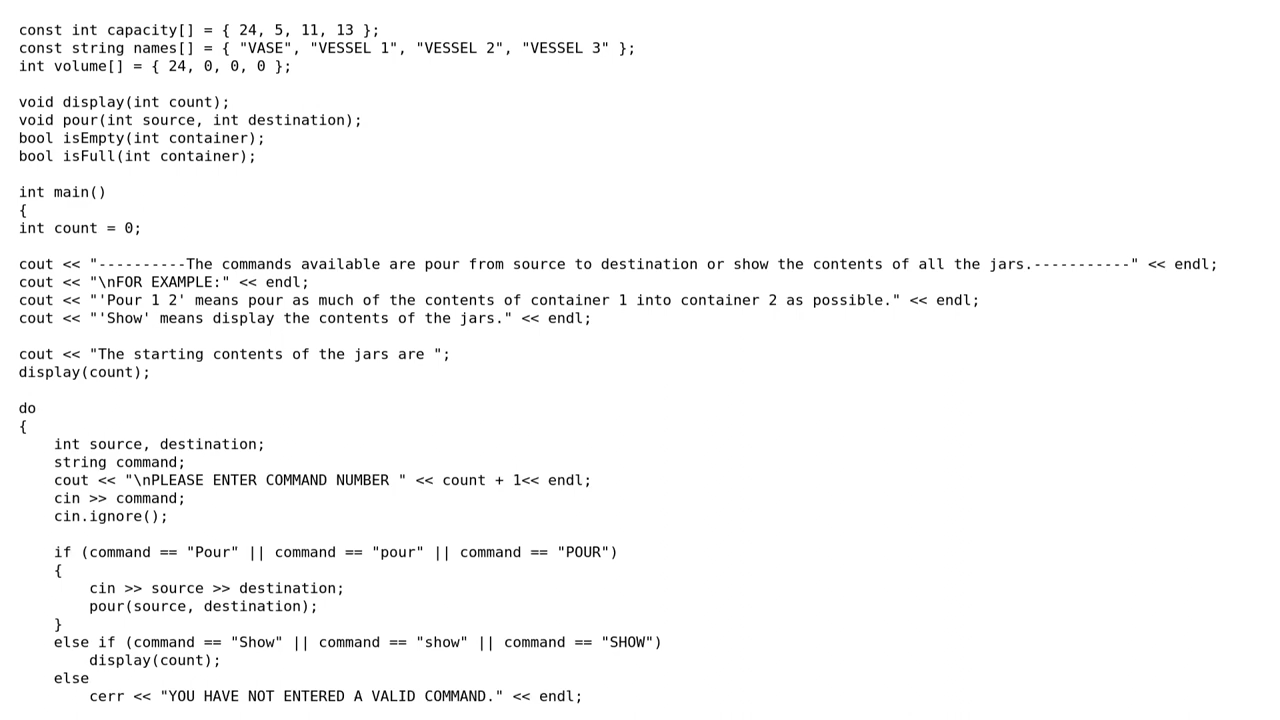 const int capacity[] = { 24, 5, 11, 13 };
const string names[] = { "VASE", "VESSEL 1", "VESSEL 2", "VESSEL 3" };
int volume[] = { 24, 0, 0, 0 };

void display(int count);
void pour(int source, int destination);
bool isEmpty(int container);
bool isFull(int container);

int main()
{
int count = 0;

cout << "----------The commands available are pour from source to destination or show the contents of all the jars.-----------" << endl;
cout << "\nFOR EXAMPLE:" << endl;
cout << "'Pour 1 2' means pour as much of the contents of container 1 into container 2 as possible." << endl;
cout << "'Show' means display the contents of the jars." << endl;

cout << "The starting contents of the jars are ";
display(count);

do
{
    int source, destination;
    string command;
    cout << "\nPLEASE ENTER COMMAND NUMBER " << count + 1<< endl;
    cin >> command;
    cin.ignore();

    if (command == "Pour" || command == "pour" || command == "POUR")
    {
        cin >> source >> destination;
        pour(source, destination);
    }
    else if (command == "Show" || command == "show" || command == "SHOW")
        display(count);
    else
        cerr << "YOU HAVE NOT ENTERED A VALID COMMAND." << endl;